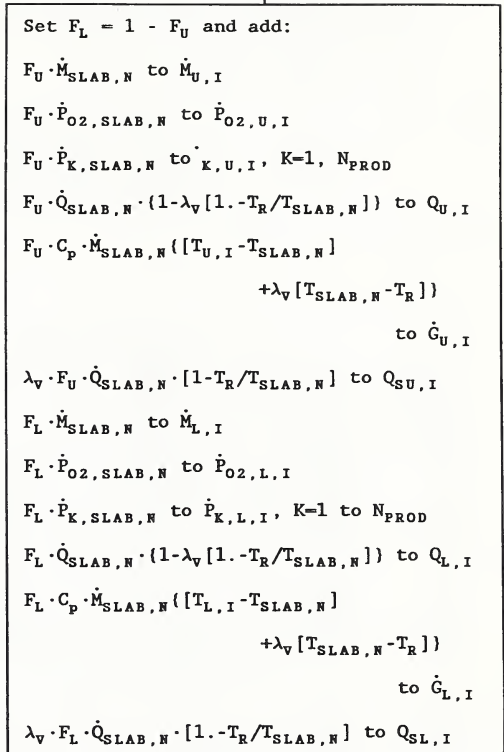 Set F_L = 1 - F_U and add:
F_U·Ṁ_SLAB,N to Ṁ_U,I
F_U·Ṗ_O2,SLAB,N to Ṗ_O2,U,I
F_U·Ṗ_K,SLAB,N to ˙_K,U,I, K=1, N_PROD
F_U·Q̇_SLAB,N·{1-λ_V[1.-T_R/T_SLAB,N]} to Q_U,I
F_U·C_p·Ṁ_SLAB,N{[T_U,I-T_SLAB,N]
+λ_V[T_SLAB,N-T_R]}
to Ġ_U,I
λ_V·F_U·Q̇_SLAB,N·[1-T_R/T_SLAB,N] to Q_SU,I
F_L·Ṁ_SLAB,N to Ṁ_L,I
F_L·Ṗ_O2,SLAB,N to Ṗ_O2,L,I
F_L·Ṗ_K,SLAB,N to Ṗ_K,L,I, K=1 to N_PROD
F_L·Q̇_SLAB,N·{1-λ_V[1.-T_R/T_SLAB,N]} to Q_L,I
F_L·C_p·Ṁ_SLAB,N{[T_L,I-T_SLAB,N]
+λ_V[T_SLAB,N-T_R]}
to Ġ_L,I
λ_V·F_L·Q̇_SLAB,N·[1.-T_R/T_SLAB,N] to Q_SL,I